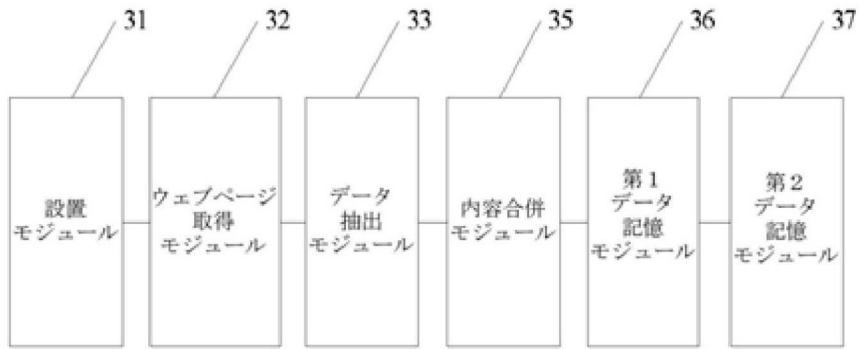 31
32
33
35
36
37
設置
モジュール
ウェブページ
取得
モジュール
データ
抽出
モジュール
内容合併
モジュール
第１
データ
記憶
モジュール
第２
データ
記憶
モジュール